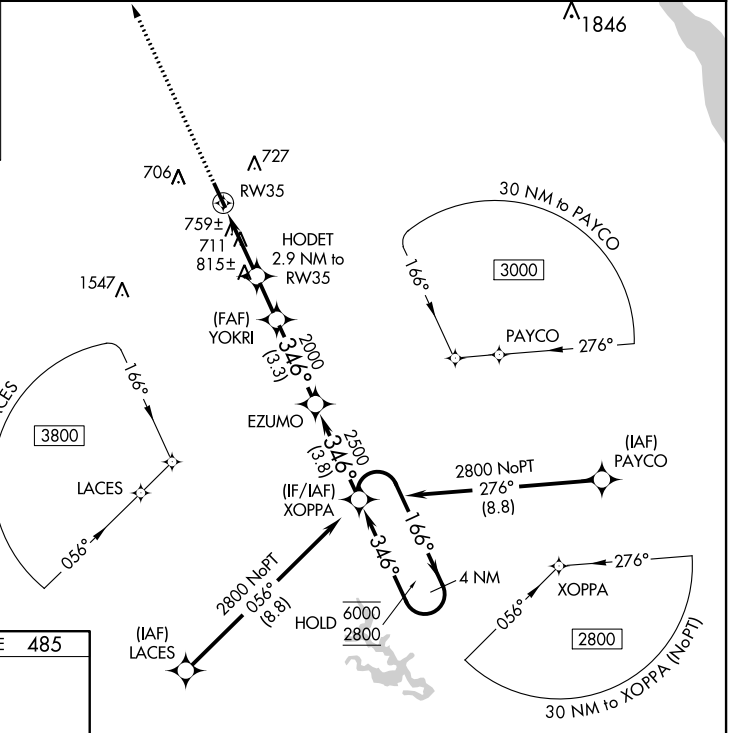 1846
727
706
RW35
759±
711
815±
HODET
2.9 NM to
RW35
1547
(FAF)
YOKRI
2000
346°
(3.3)
EZUMO
2500
346°
(3.8)
(IF/IAF)
XOPPA
30 NM to PAYCO
3000
166°
PAYCO
276°
166°
3800
LACES
056°
(IAF)
PAYCO
2800 NoPT
276°
(8.8)
166°
346°
4 NM
HOLD
6000
2800
2800 NoPT
056°
(8.8)
(IAF)
LACES
276°
XOPPA
056°
2800
30 NM to XOPPA (NoPT)
485